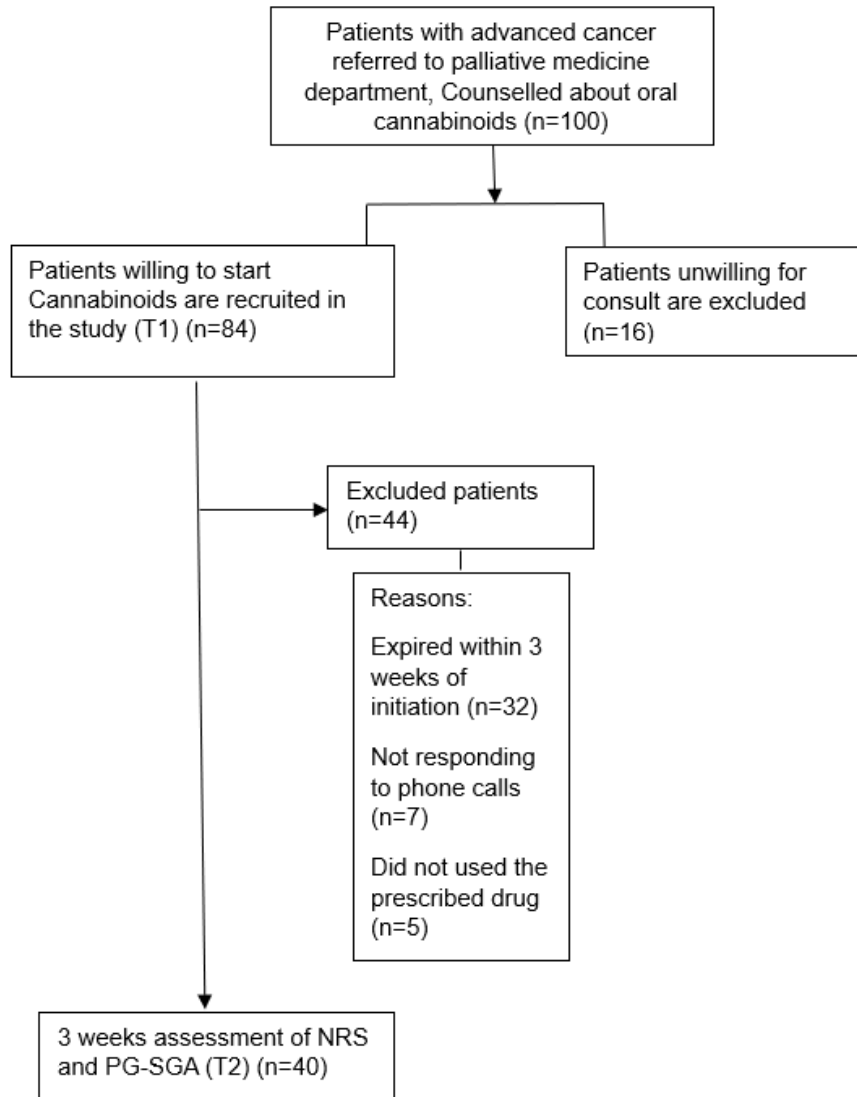 Patients with advanced cancer
referred to palliative medicine
department, Counselled about oral
cannabinoids (n=100)
Patients willing to start
Cannabinoids are recruited in
the study (T1) (n=84)
Patients unwilling for
consult are excluded
(n=16)
Excluded patients
(n=44)
Reasons:
Expired within 3
weeks of
initiation (n=32)
Not responding
to phone calls
(n=7)
Did not used the
prescribed drug
(n=5)
3 weeks assessment of NRS
and PG-SGA (T2) (n=40)